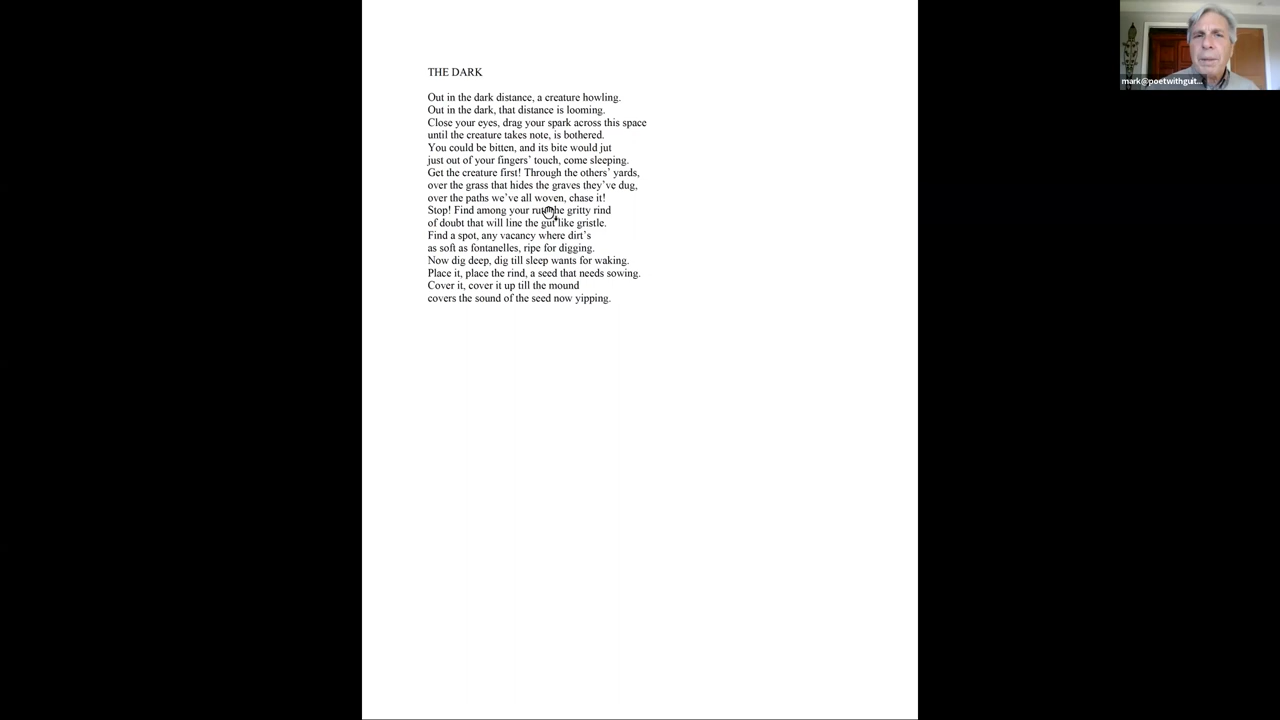 THE DARK
Out in the dark distance, a creature howling.
Out in the dark, that distance is looming.
Close your eyes, drag your spark across this space
until the creature takes note, is bothered.
You could be bitten, and its bite would jut
just out of your fingers’ touch, come sleeping.
Get the creature first! Through the others’ yards,
over the grass that hides the graves they’ve dug,
over the paths we’ve all woven, chase it!
Stop! Find among your gritty rind
of doubt that will line the gut like gristle.
Find a spot, any vacancy where dirt’s
as soft as fontanelles, ripe for digging.
Now dig deep, dig till sleep wants for waking.
Place it, place the rind, a seed that needs sowing.
Cover it, cover it up till the mound
covers the sound of the seed now yipping.
mark@poetwithguit...